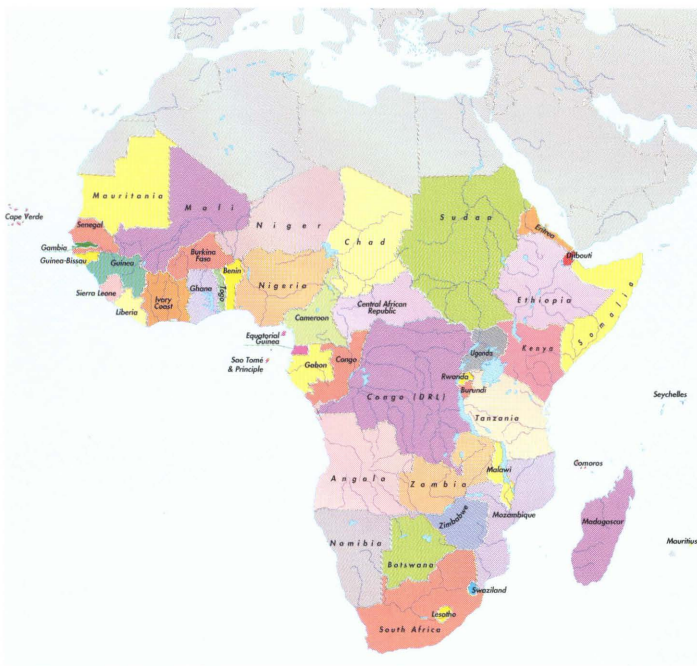 Mauritania
Mali
Niger
Chad
Sudan
Eritrea
Cape Verde
Senegal
Gambia
Guinea-Bissau
Guinea
Burkina
Faso
Benin
Nigeria
Djibouti
Sierra Leone
Ivory
Coast
Ghana
Togo
Liberia
Cameroon
Central African
Republic
Ethiopia
Somalia
Equatorial
Guinea
Sao Tomé
& Principle
Gabon
Congo
Uganda
Kenya
Congo (DRL)
Rwanda
Burundi
Tanzania
Seychelles
Angola
Zambia
Malawi
Comoros
Mozambique
Zimbabwe
Madagascar
Mauritius
Namibia
Botswana
Swaziland
Lesotho
South Africa